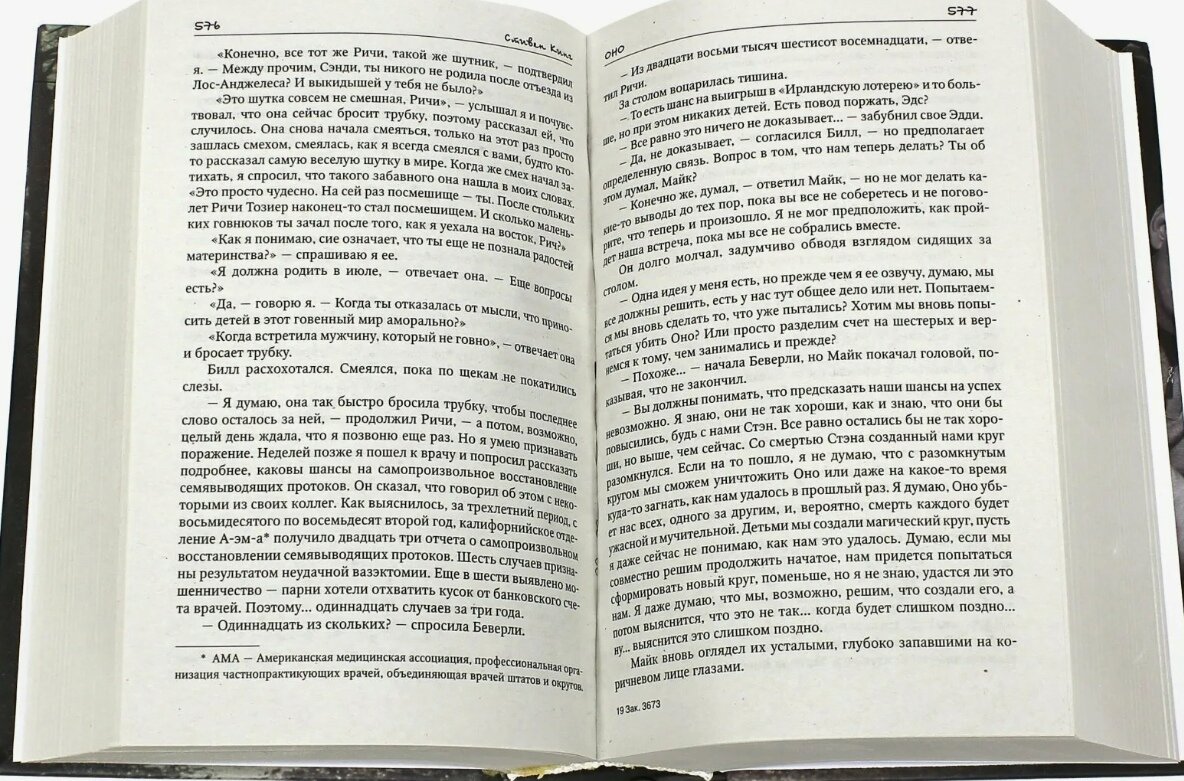 576
Стивен Кинг
«Конечно, все тот же Ричи, такой же шутник, — подтвердил
я. — Между прочим, Сэнди, ты никого не родила после отъезда из
Лос-Анджелеса? И выкидышей у тебя не было?»
«Это шутка совсем не смешная, Ричи», — услышал я и почувс-
твовал, что она сейчас бросит трубку, поэтому рассказал ей, что
случилось. Она снова начала смеяться, только на этот раз просто
зашлась смехом, смеялась, как я всегда смеялся с вами, будто кто-
то рассказал самую веселую шутку в мире. Когда же смех начал за-
тихать, я спросил, что такого забавного она нашла в моих словах.
«Это просто чудесно. На сей раз посмешище — ты. После стольких
лет Ричи Тозиер наконец-то стал посмешищем. И сколько малень-
ких говнюков ты зачал после того, как я уехала на восток, Рич?»
«Как я понимаю, сие означает, что ты еще не познала радостей
материнства?» — спрашиваю я ее.
«Я должна родить в июле, — отвечает она. — Еще вопросы
есть?»
«Да, — говорю я. — Когда ты отказалась от мысли, что прино-
сить детей в этот говенный мир аморально?»
«Когда встретила мужчину, который не говно», — отвечает она
и бросает трубку.
Билл расхохотался. Смеялся, пока по щекам не покатились
слезы.
— Я думаю, она так быстро бросила трубку, чтобы последнее
слово осталось за ней, — продолжил Ричи, — а потом, возможно,
целый день ждала, что я позвоню еще раз. Но я умею признавать
поражение. Неделей позже я пошел к врачу и попросил рассказать
подробнее, каковы шансы на самопроизвольное восстановление
семявыводящих протоков. Он сказал, что говорил об этом с неко-
торыми из своих коллег. Как выяснилось, за трехлетний период, с
восьмидесятого по восемьдесят второй год, калифорнийское отде-
ление А-эм-а* получило двадцать три отчета о самопроизвольном
восстановлении семявыводящих протоков. Шесть случаев призна-
ны результатом неудачной вазэктомии. Еще в шести выявлено мо-
шенничество — парни хотели отхватить кусок от банковского сче-
та врачей. Поэтому... одиннадцать случаев за три года.
— Одиннадцать из скольких? — спросила Беверли.
* АМА — Американская медицинская ассоциация, профессиональная орга-
низация частнопрактикующих врачей, объединяющая врачей штатов и округов.
ОНО
577
— Из двадцати восьми тысяч шестисот восемнадцати, — отве-
тил Ричи.
За столом воцарилась тишина.
— То есть шанс на выигрыш в «Ирландскую лотерею» и то боль-
ше, но при этом никаких детей. Есть повод поржать, Эдс?
— Все равно это ничего не доказывает... — забубнил свое Эдди.
— Да, не доказывает, — согласился Билл, — но предполагает
определенную связь. Вопрос в том, что нам теперь делать? Ты об
этом думал, Майк?
— Конечно же, думал, — ответил Майк, — но не мог делать ка-
кие-то выводы до тех пор, пока вы все не соберетесь и не погово-
рите, что теперь и произошло. Я не мог предположить, как прой-
дет наша встреча, пока мы все не собрались вместе.
Он долго молчал, задумчиво обводя взглядом сидящих за
столом.
— Одна идея у меня есть, но прежде чем я ее озвучу, думаю, мы
все должны решить, есть у нас тут общее дело или нет. Попытаем-
ся мы вновь сделать то, что уже пытались? Хотим мы вновь попы-
таться убить Оно? Или просто разделим счет на шестерых и вер-
немся к тому, чем занимались и прежде?
— Похоже... — начала Беверли, но Майк покачал головой, по-
казывая, что не закончил.
— Вы должны понимать, что предсказать наши шансы на успех
невозможно. Я знаю, они не так хороши, как и знаю, что они бы
повысились, будь с нами Стэн. Все равно остались бы не так хоро-
ши, но выше, чем сейчас. Со смертью Стэна созданный нами круг
разомкнулся. Если на то пошло, я не думаю, что с разомкнутым
кругом мы сможем уничтожить Оно или даже на какое-то время
куда-то загнать, как нам удалось в прошлый раз. Я думаю, Оно убь-
ет нас всех, одного за другим, и, вероятно, смерть каждого будет
ужасной и мучительной. Детьми мы создали магический круг, пусть
я даже сейчас не понимаю, как нам это удалось. Думаю, если мы
совместно решим продолжить начатое, нам придется попытаться
сформировать новый круг, поменьше, но я не знаю, удастся ли это
нам. Я даже думаю, что мы, возможно, решим, что создали его, а
потом выяснится, что это не так... когда будет слишком поздно...
ну... выяснится это слишком поздно.
Майк вновь оглядел их усталыми, глубоко запавшими на ко-
ричневом лице глазами.
19 Зак. 3673